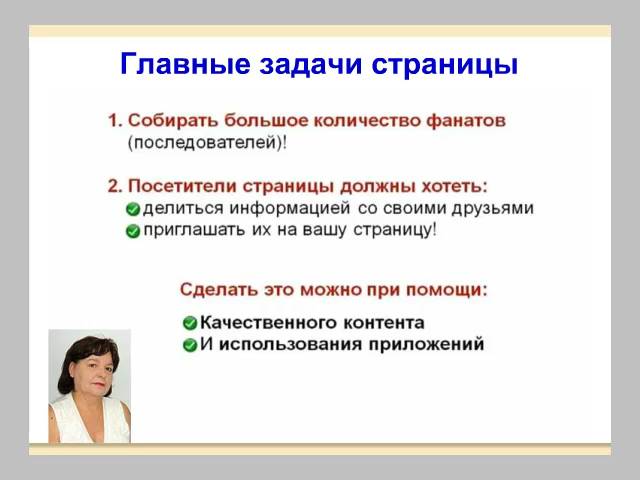 Главные задачи страницы
1. Собирать большое количество фанатов
(последователей)!
2. Посетители страницы должны хотеть:
делиться информацией со своими друзьями
приглашать их на вашу страницу!
Сделать это можно при помощи:
Качественного контента
И использования приложений